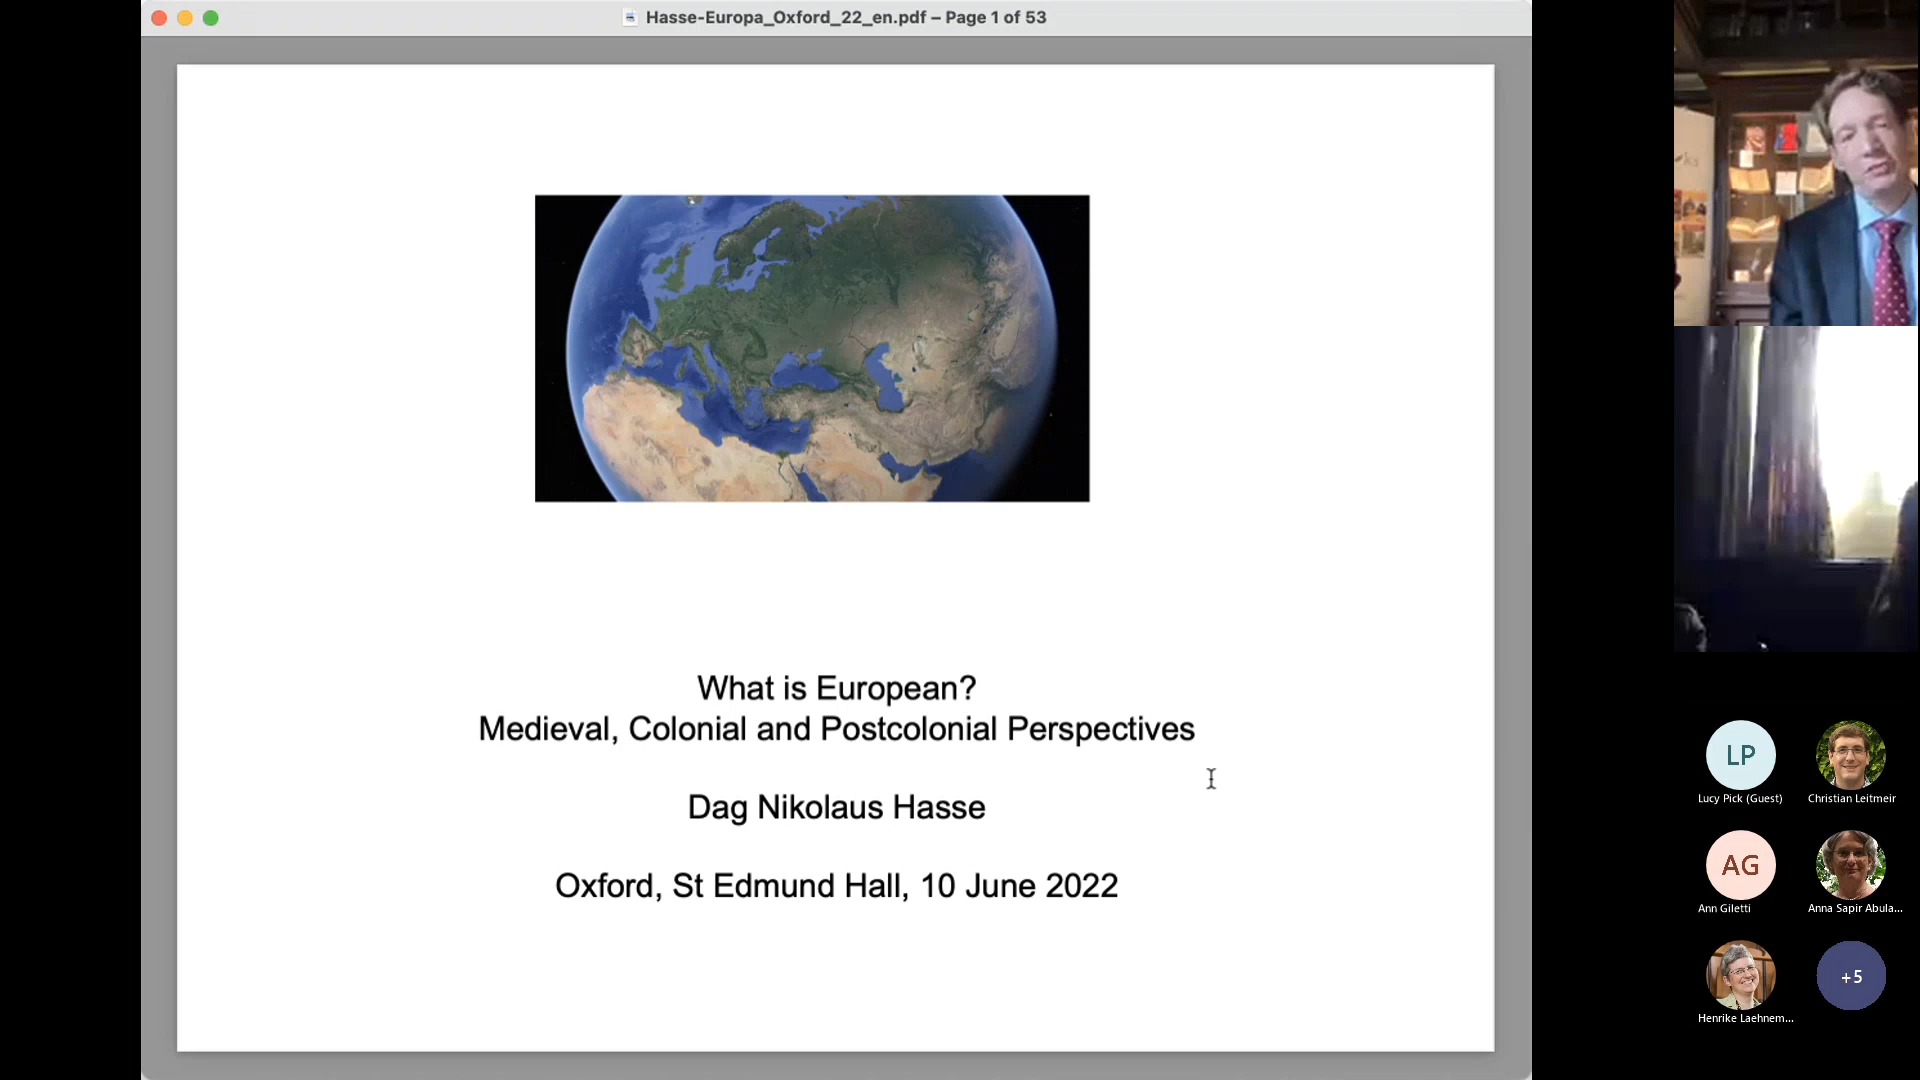 Hasse-Europa_Oxford_22_en.pdf – Page 1 of 53
What is European?
Medieval, Colonial and Postcolonial Perspectives
Dag Nikolaus Hasse
Oxford, St Edmund Hall, 10 June 2022
LP
Lucy Pick (Guest)
Christian Leitmeir
AG
Ann Giletti
Anna Sapir Abula...
Henrike Laehnem...
+5